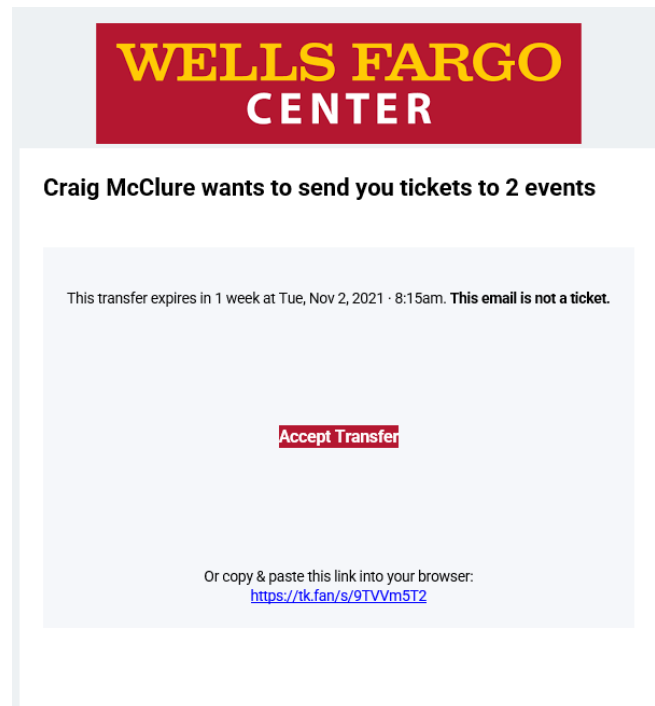 WELLS FARGO
CENTER
Craig McClure wants to send you tickets to 2 events
This transfer expires in 1 week at Tue, Nov 2, 2021 · 8:15am. This email is not a ticket.
Accept Transfer
Or copy & paste this link into your browser:
https://tk.fan/s/9TVVm5T2